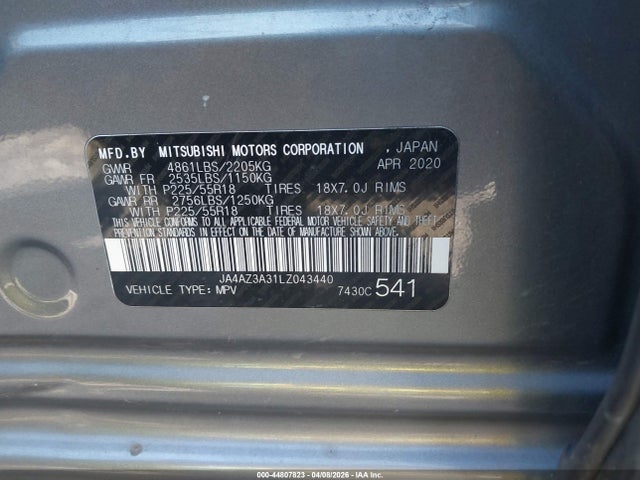 MFD.BY MITSUBISHI MOTORS CORPORATION , JAPAN
GVWR 4861LBS/2205KG APR 2020
GAWR FR 2535LBS/1150KG
WITH P225/55R18 TIRES 18X7.0J RIMS
GAWR RR 2756LBS/1250KG
WITH P225/55R18 TIRES 18X7.0J RIMS
THIS VEHICLE CONFORMS TO ALL APPLICABLE FEDERAL MOTOR VEHICLE SAFETY
STANDARDS IN EFFECT ON THE DATE OF MANUFACTURE SHOWN ABOVE.
JA4AZ3A31LZ043440
VEHICLE TYPE:MPV 7430C 541
000-44807823 - 04/08/2026 - IAA Inc.